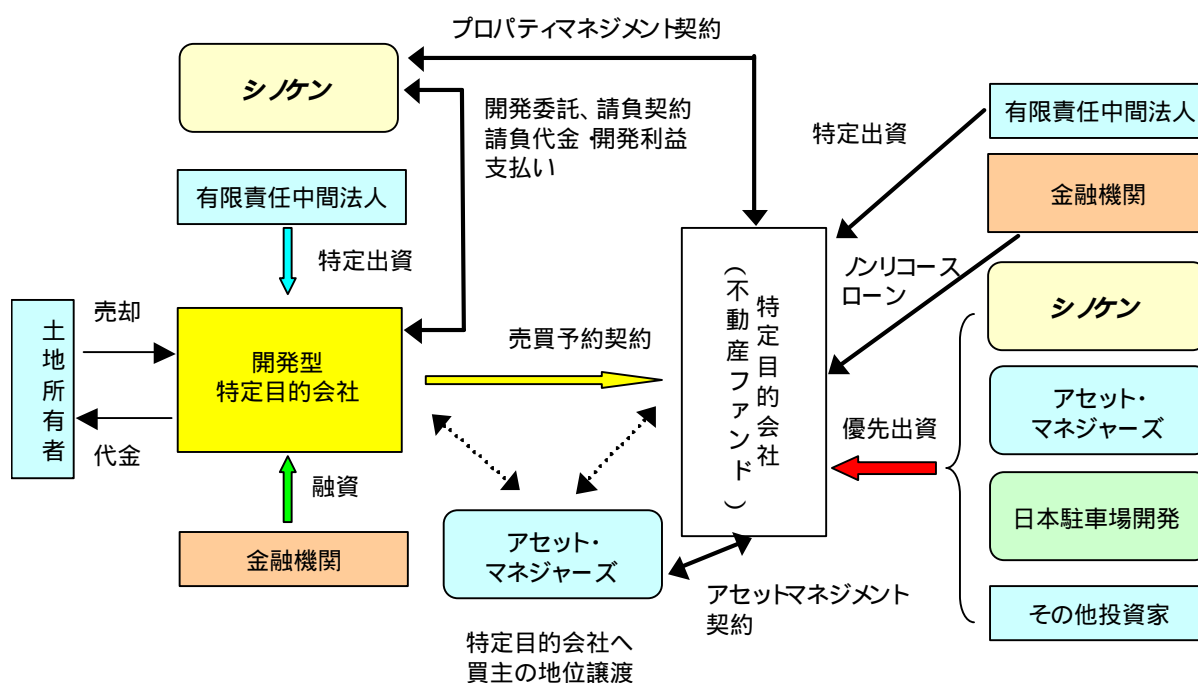 プロパティマネジメント契約
シノケン
開発委託、請負契約
請負代金・開発利益
支払い
有限責任中間法人
特定出資
土地所有者
売却
代金
開発型
特定目的会社
融資
金融機関
売買予約契約
アセット・
マネジャーズ
特定目的会社へ
買主の地位譲渡
特定目的会社
（不動産ファンド）
アセットマネジメント
契約
特定出資
ノンリコース
ローン
優先出資
有限責任中間法人
金融機関
シノケン
アセット・
マネジャーズ
日本駐車場開発
その他投資家